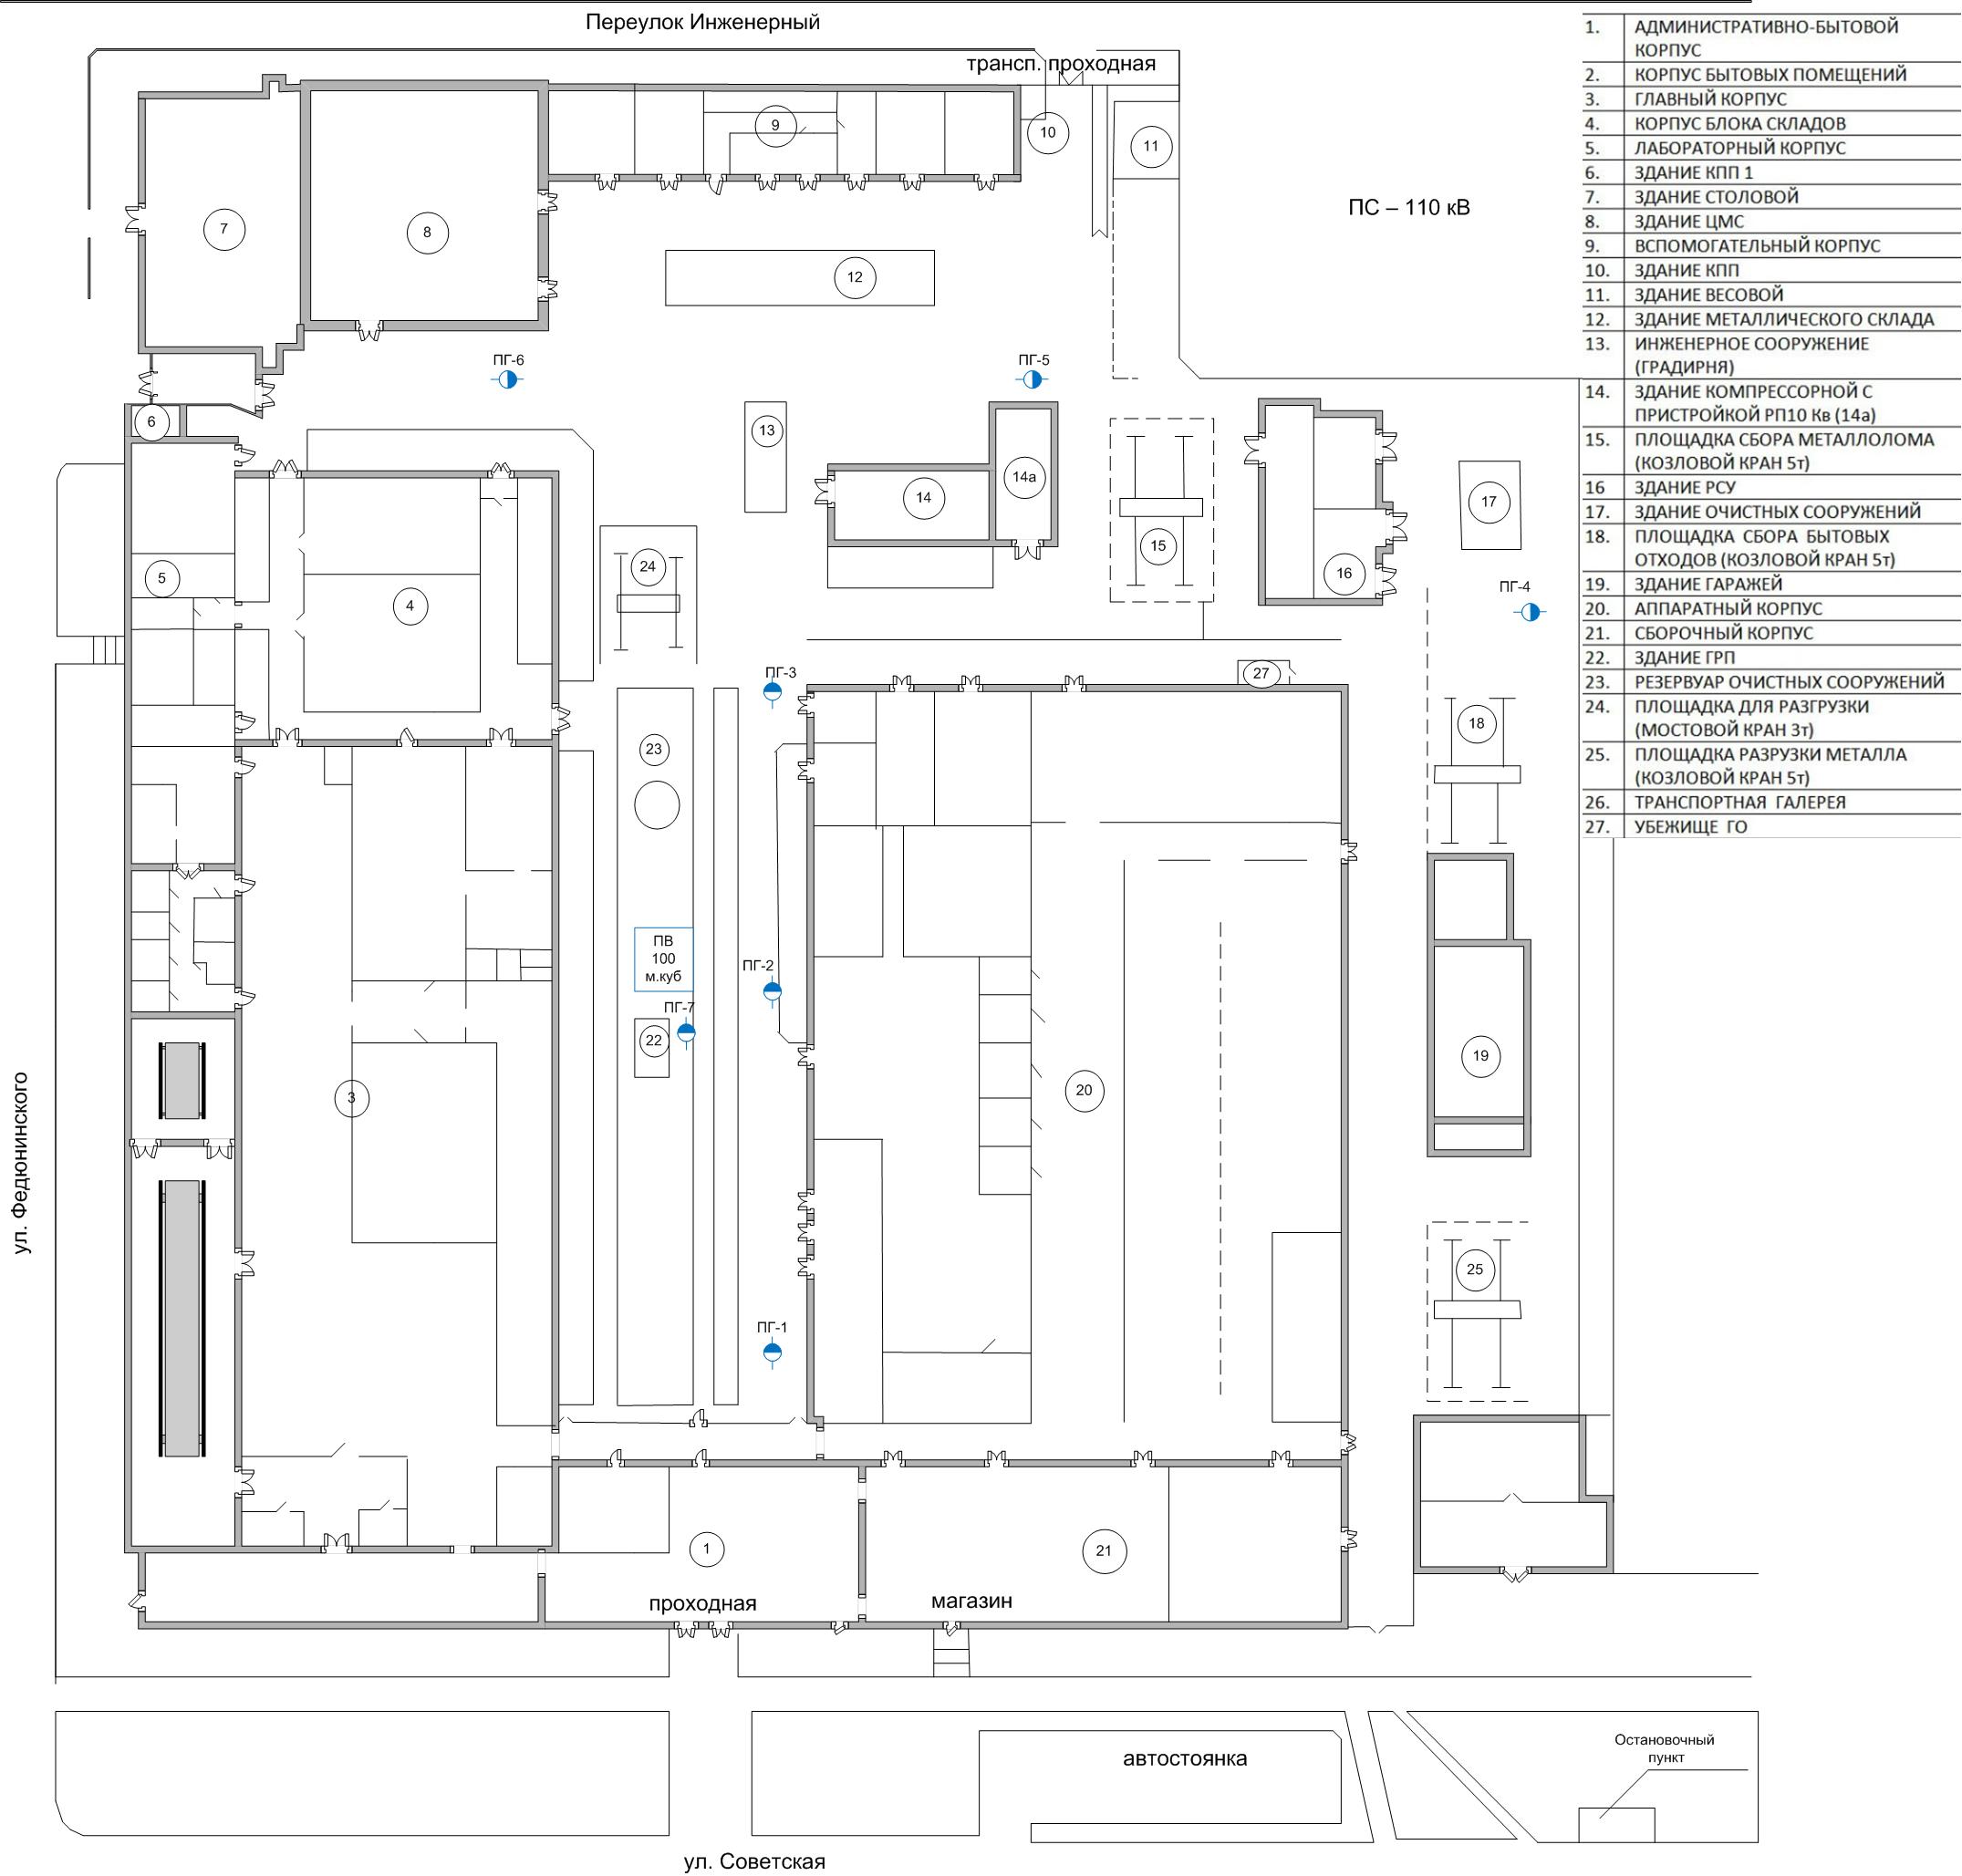 Переулок Инженерный
трансп. проходная
1. АДМИНИСТРАТИВНО-БЫТОВОЙ
КОРПУС
2. КОРПУС БЫТОВЫХ ПОМЕЩЕНИЙ
3. ГЛАВНЫЙ КОРПУС
4. КОРПУС БЛОКА СКЛАДОВ
5. ЛАБОРАТОРНЫЙ КОРПУС
6. ЗДАНИЕ КПП 1
7. ЗДАНИЕ СТОЛОВОЙ
8. ЗДАНИЕ ЦМС
9. ВСПОМОГАТЕЛЬНЫЙ КОРПУС
10. ЗДАНИЕ КПП
11. ЗДАНИЕ ВЕСОВОЙ
12. ЗДАНИЕ МЕТАЛЛИЧЕСКОГО СКЛАДА
13. ИНЖЕНЕРНОЕ СООРУЖЕНИЕ
(ГРАДИРНЯ)
14. ЗДАНИЕ КОМПРЕССОРНОЙ С
ПРИСТРОЙКОЙ РП10 Кв (14а)
15. ПЛОЩАДКА СБОРА МЕТАЛЛОЛОМА
(КОЗЛОВОЙ КРАН 5т)
16 ЗДАНИЕ РСУ
17. ЗДАНИЕ ОЧИСТНЫХ СООРУЖЕНИЙ
18. ПЛОЩАДКА СБОРА БЫТОВЫХ
ОТХОДОВ (КОЗЛОВОЙ КРАН 5т)
19. ЗДАНИЕ ГАРАЖЕЙ
20. АППАРАТНЫЙ КОРПУС
21. СБОРОЧНЫЙ КОРПУС
22. ЗДАНИЕ ГРП
23. РЕЗЕРВУАР ОЧИСТНЫХ СООРУЖЕНИЙ
24. ПЛОЩАДКА ДЛЯ РАЗГРУЗКИ
(МОСТОВОЙ КРАН 3т)
25. ПЛОЩАДКА РАЗРУЗКИ МЕТАЛЛА
(КОЗЛОВОЙ КРАН 5т)
26. ТРАНСПОРТНАЯ ГАЛЕРЕЯ
27. УБЕЖИЩЕ ГО
9
10
11
ПС – 110 кВ
7
8
12
ПГ-6
ПГ-5
6
13
14
14а
15
16
17
ПГ-4
5
4
24
ПГ-3
27
18
23
ПВ
100
м.куб
ПГ-2
ПГ-7
22
3
20
19
25
ПГ-1
ул. Федюнинского
1
21
проходная
магазин
автостоянка
Остановочный
пункт
ул. Советская